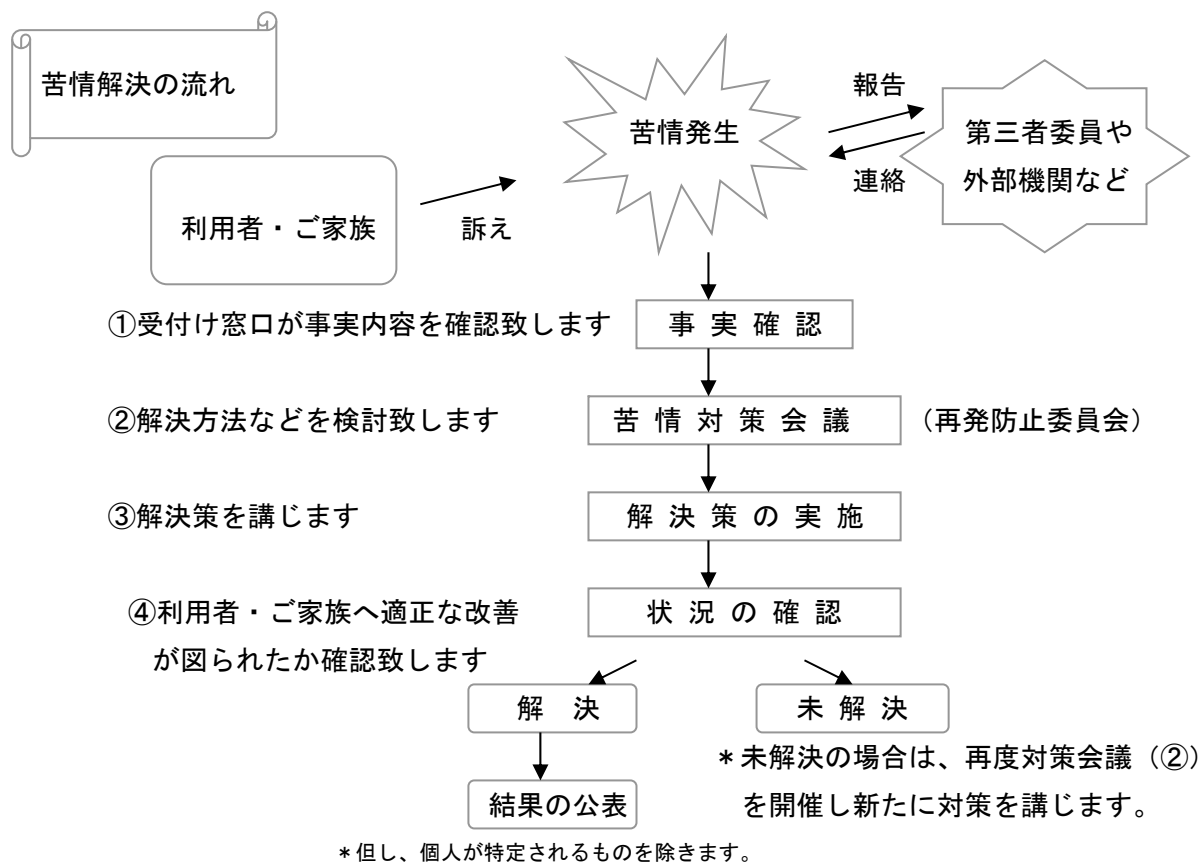 苦情解決の流れ
苦情発生
報告
連絡
第三者委員や
外部機関など
利用者・ご家族
訴え
①受付け窓口が事実内容を確認致します
事実確認
②解決方法などを検討致します
苦情対策会議
（再発防止委員会）
③解決策を講じます
解決策の実施
④利用者・ご家族へ適正な改善
が図られたか確認致します
状況の確認
解　決
未解決
＊未解決の場合は、再度対策会議（②）
を開催し新たに対策を講じます。
結果の公表
＊但し、個人が特定されるものを除きます。